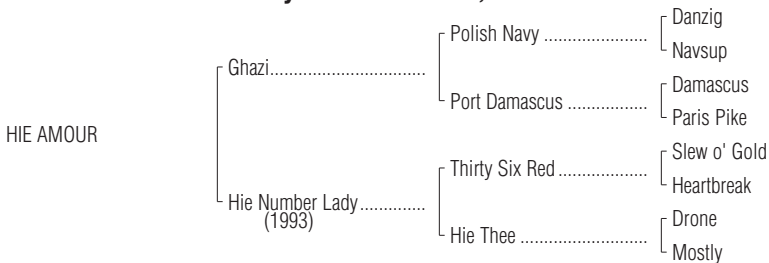 Danzig
Polish Navy ......................
Navsup
Ghazi................................
Damascus
Port Damascus .................
Paris Pike
HIE AMOUR
Slew o' Gold
Thirty Six Red ...................
Heartbreak
Hie Number Lady..............
(1993)
Drone
Hie Thee ...........................
Mostly